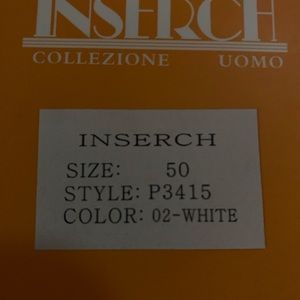 INSERCH
COLLEZIONE UOMO
INSERCH
SIZE: 50
STYLE: P3415
COLOR: 02-WHITE